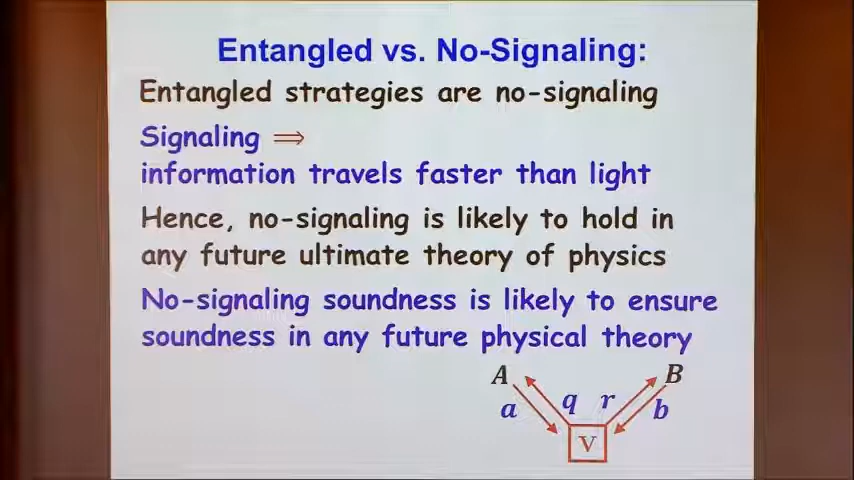 Entangled vs. No-Signaling:
Entangled strategies are no-signaling
Signaling ⟹
information travels faster than light
Hence, no-signaling is likely to hold in
any future ultimate theory of physics
No-signaling soundness is likely to ensure
soundness in any future physical theory
A B
a q r b
V